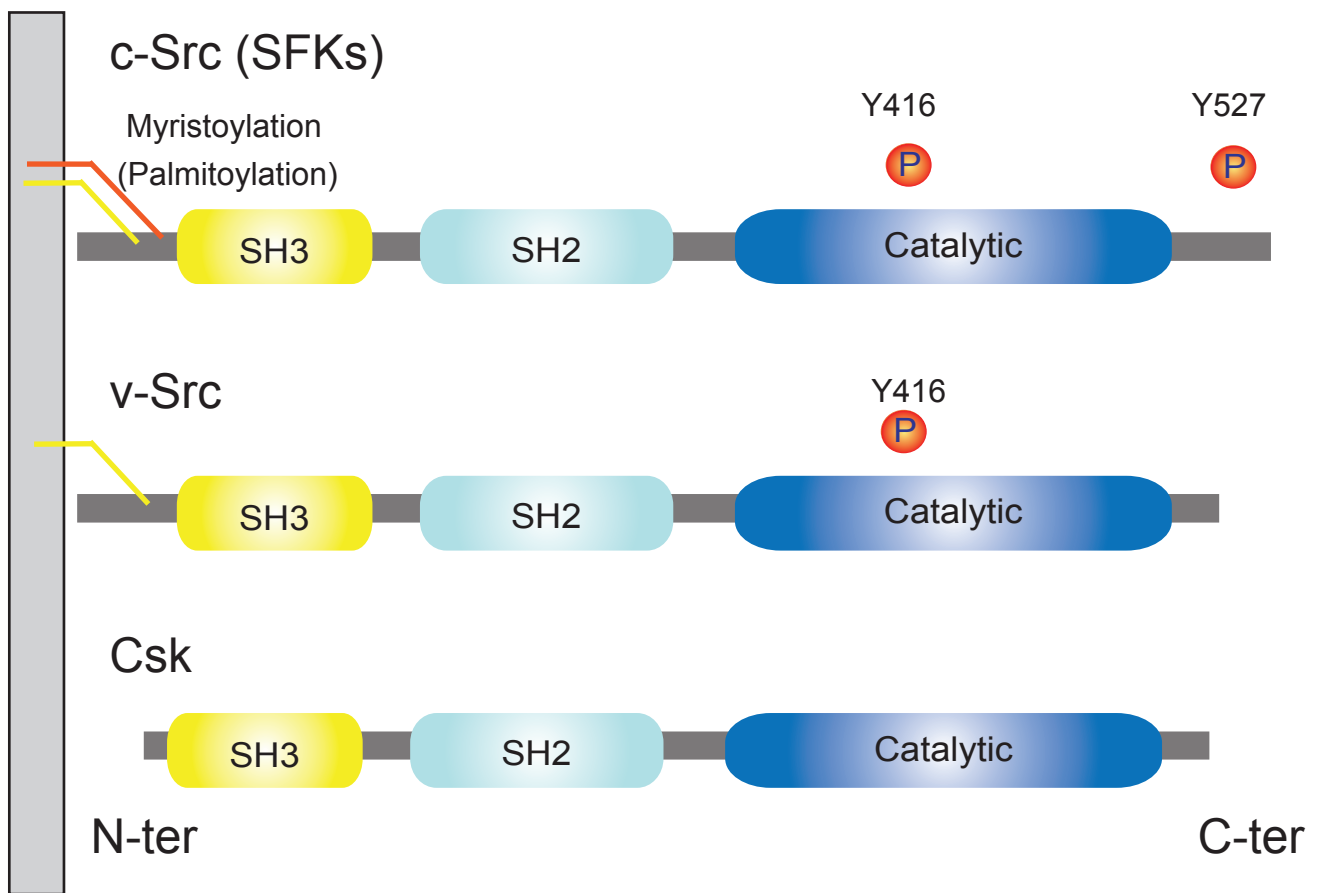 c-Src (SFKs)
Myristoylation
(Palmitoylation)
Y416
Y527
P
P
SH3
SH2
Catalytic
v-Src
Y416
P
SH3
SH2
Catalytic
Csk
SH3
SH2
Catalytic
N-ter
C-ter